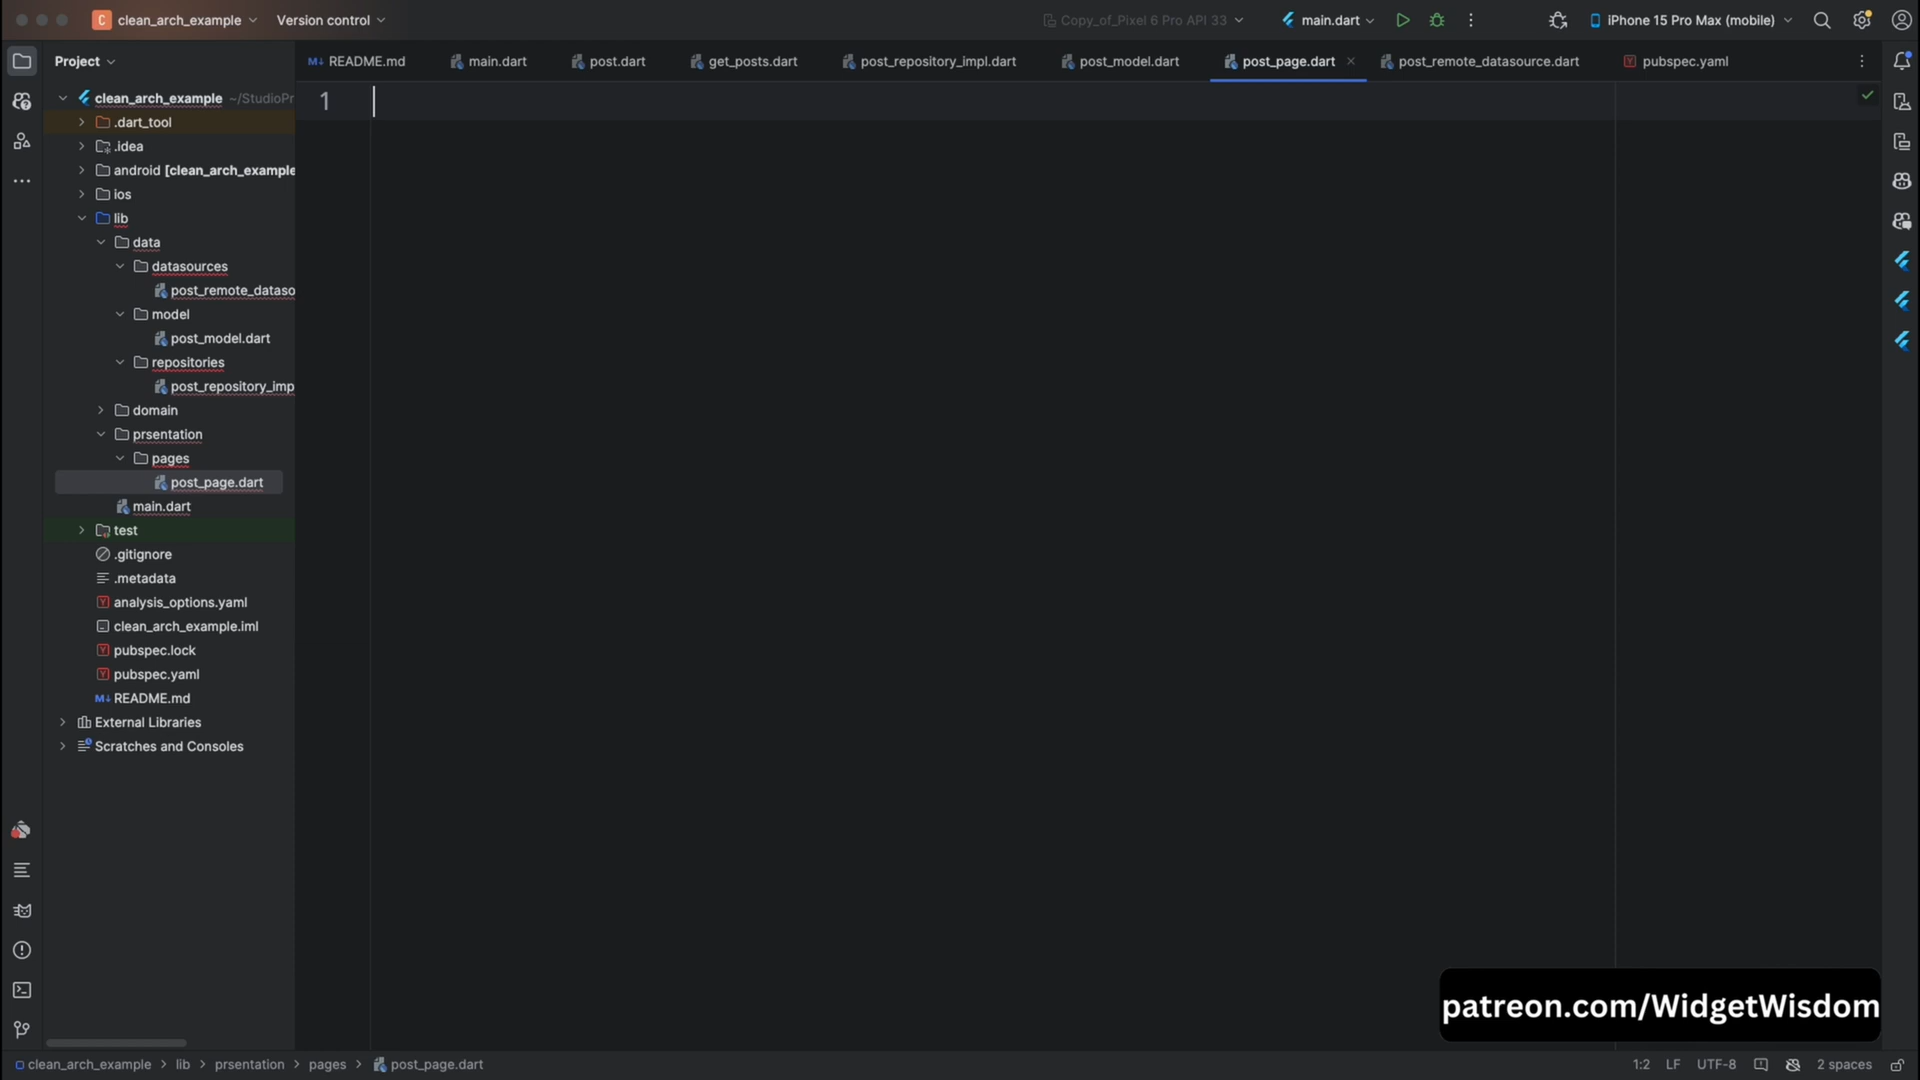 C clean_arch_example Version control Copy_of_Pixel 6 Pro API 33 main.dart iPhone 15 Pro Max (mobile)
Project README.md main.dart post.dart get_posts.dart post_repository_impl.dart post_model.dart post_page.dart post_remote_datasource.dart pubspec.yaml
clean_arch_example ~/StudioPr
1
.dart_tool
.idea
android [clean_arch_example
ios
lib
data
datasources
post_remote_dataso
model
post_model.dart
repositories
post_repository_imp
domain
prsentation
pages
post_page.dart
main.dart
test
.gitignore
.metadata
analysis_options.yaml
clean_arch_example.iml
pubspec.lock
pubspec.yaml
README.md
External Libraries
Scratches and Consoles
patreon.com/WidgetWisdom
clean_arch_example lib prsentation pages post_page.dart 1:2 LF UTF-8 2 spaces